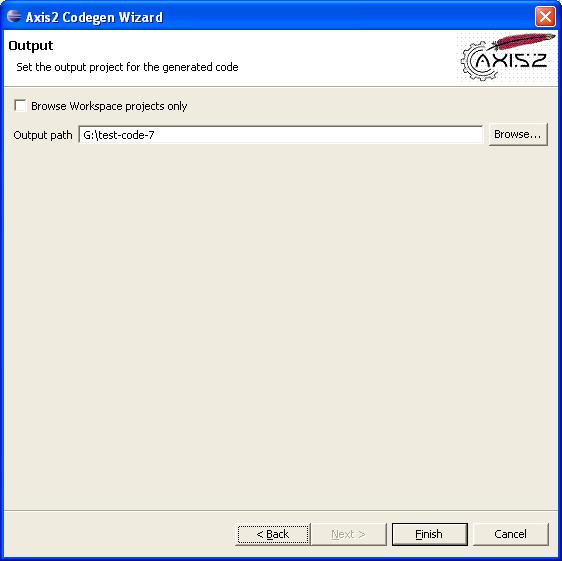 Axis2 Codegen Wizard
Output
Set the output project for the generated code
AXIS2
Browse Workspace projects only
Output path G:\test-code-7 Browse...
< Back Next > Finish Cancel